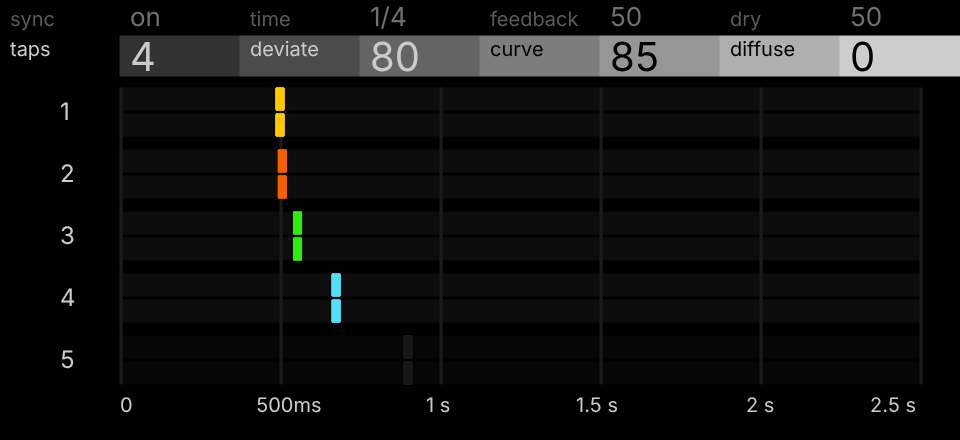 sync on time 1/4 feedback 50 dry 50
taps 4 deviate 80 curve 85 diffuse 0
1
2
3
4
5
0 500ms 1 s 1.5 s 2 s 2.5 s